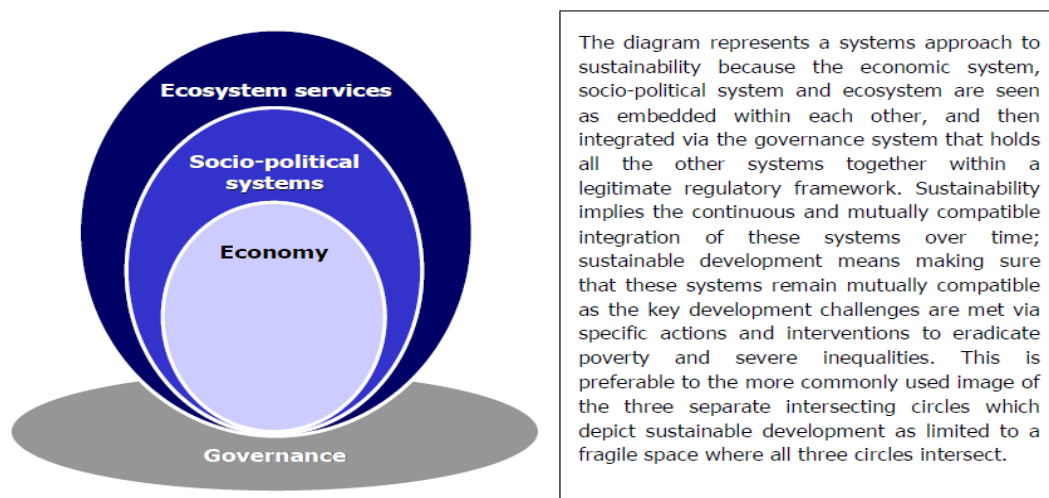 Ecosystem services
Socio-political
systems
Economy
Governance
The diagram represents a systems approach to
sustainability because the economic system,
socio-political system and ecosystem are seen
as embedded within each other, and then
integrated via the governance system that holds
all the other systems together within a
legitimate regulatory framework. Sustainability
implies the continuous and mutually compatible
integration of these systems over time;
sustainable development means making sure
that these systems remain mutually compatible
as the key development challenges are met via
specific actions and interventions to eradicate
poverty and severe inequalities. This is
preferable to the more commonly used image of
the three separate intersecting circles which
depict sustainable development as limited to a
fragile space where all three circles intersect.